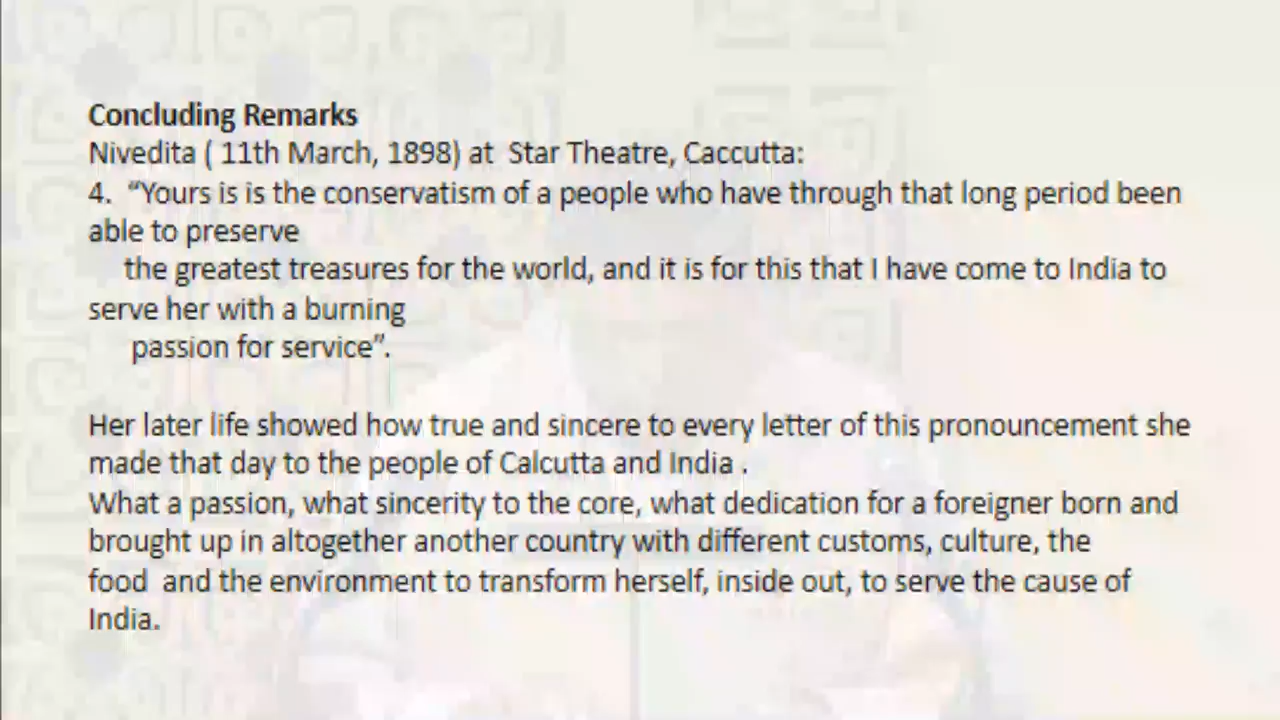 Concluding Remarks
Nivedita ( 11th March, 1898) at  Star Theatre, Caccutta:
4.  “Yours is is the conservatism of a people who have through that long period been
able to preserve
the greatest treasures for the world, and it is for this that I have come to India to
serve her with a burning
passion for service”.
Her later life showed how true and sincere to every letter of this pronouncement she
made that day to the people of Calcutta and India .
What a passion, what sincerity to the core, what dedication for a foreigner born and
brought up in altogether another country with different customs, culture, the
food  and the environment to transform herself, inside out, to serve the cause of
India.